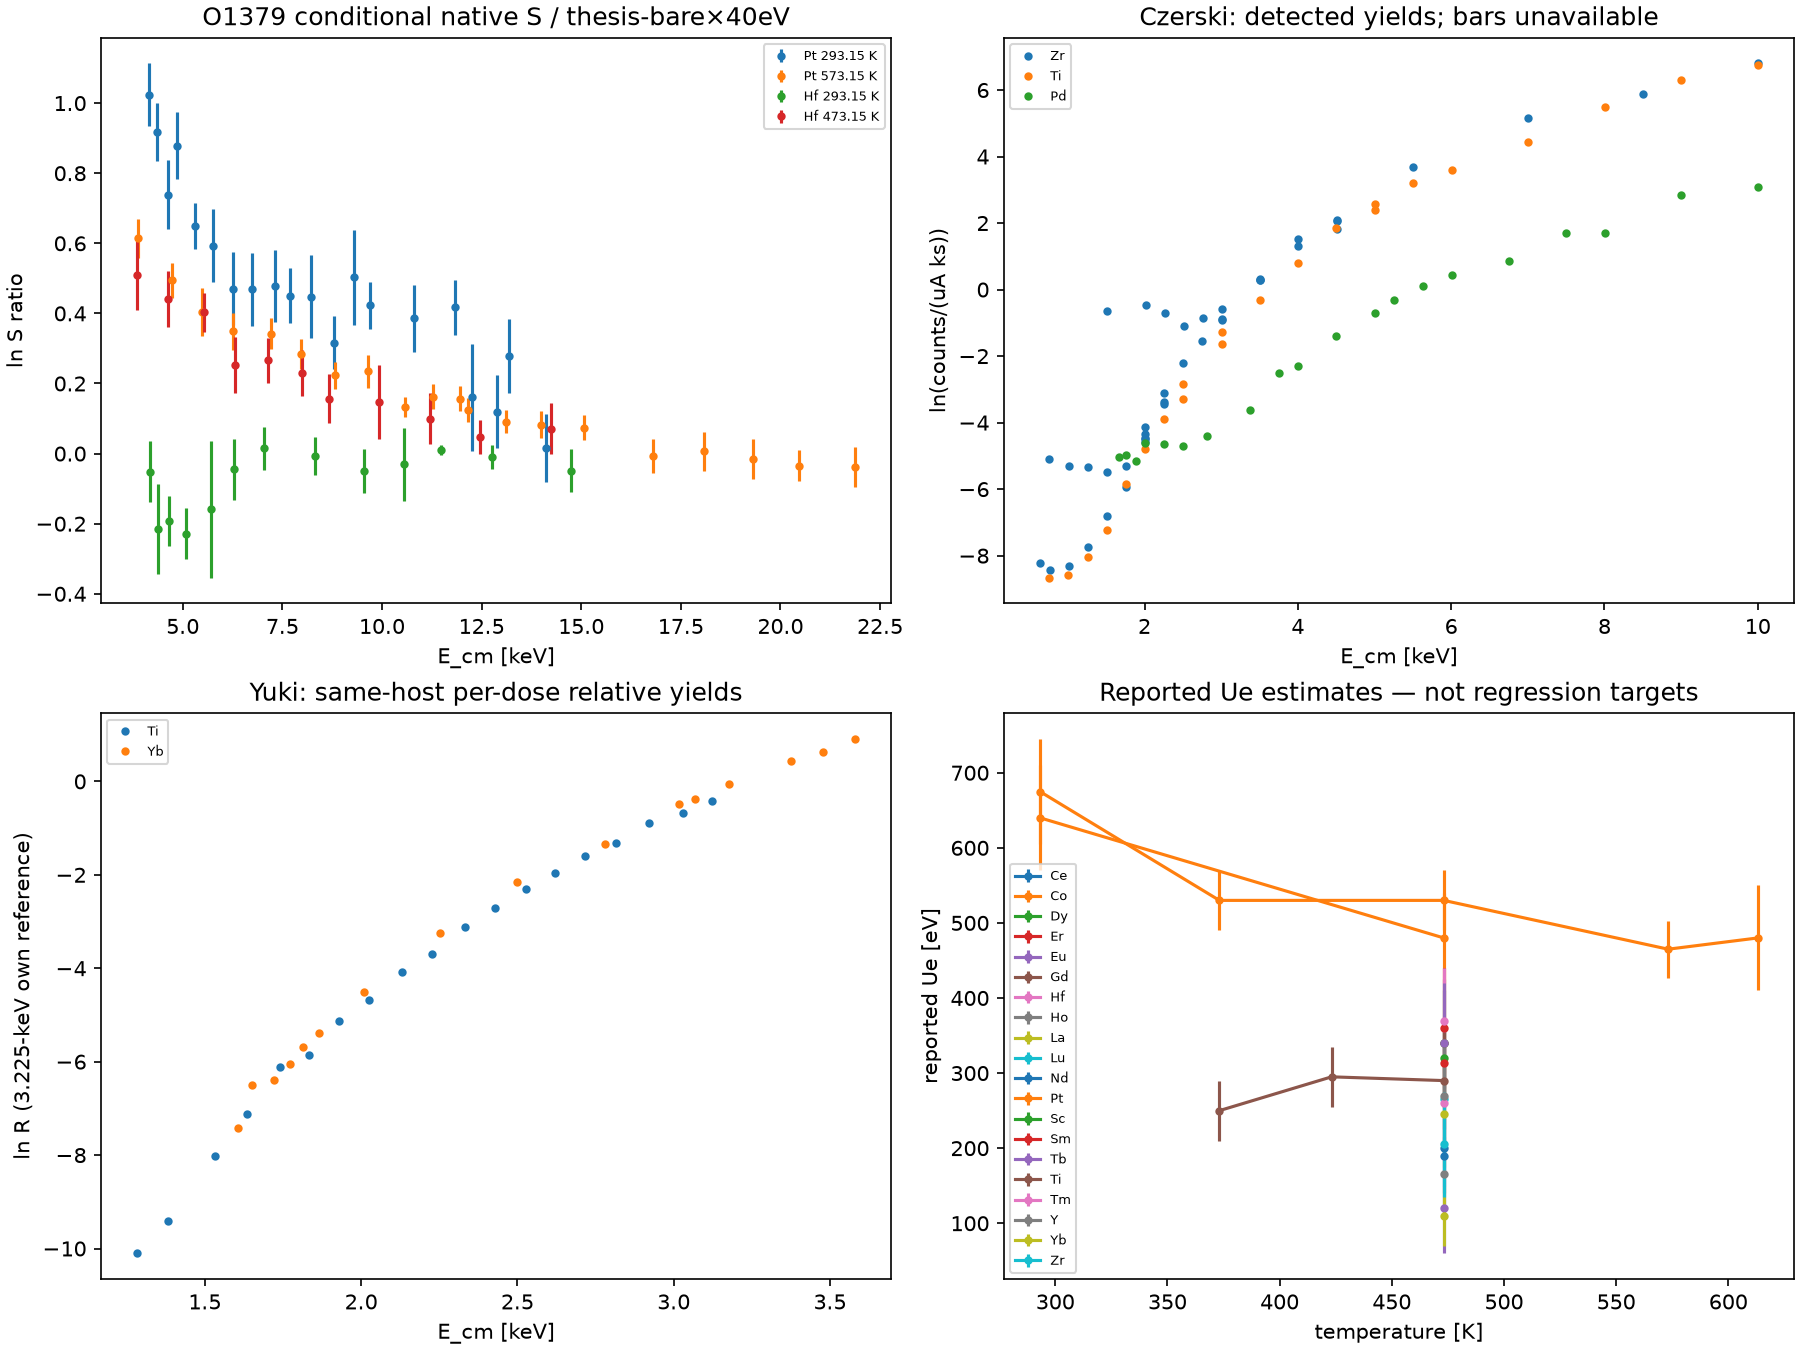 O1379 conditional native S / thesis-bare×40eV
ln S ratio
1.0
0.8
0.6
0.4
0.2
0.0
−0.2
−0.4
Pt 293.15 K
Pt 573.15 K
Hf 293.15 K
Hf 473.15 K
5.0 7.5 10.0 12.5 15.0 17.5 20.0 22.5
E_cm [keV]
Czerski: detected yields; bars unavailable
ln(counts/(uA ks))
6
4
2
0
−2
−4
−6
−8
Zr
Ti
Pd
2 4 6 8 10
E_cm [keV]
Yuki: same-host per-dose relative yields
ln R (3.225-keV own reference)
0
−2
−4
−6
−8
−10
Ti
Yb
1.5 2.0 2.5 3.0 3.5
E_cm [keV]
Reported Ue estimates — not regression targets
reported Ue [eV]
700
600
500
400
300
200
100
Ce
Co
Dy
Er
Eu
Gd
Hf
Ho
La
Lu
Nd
Pt
Sc
Sm
Tb
Ti
Tm
Y
Yb
Zr
300 350 400 450 500 550 600
temperature [K]